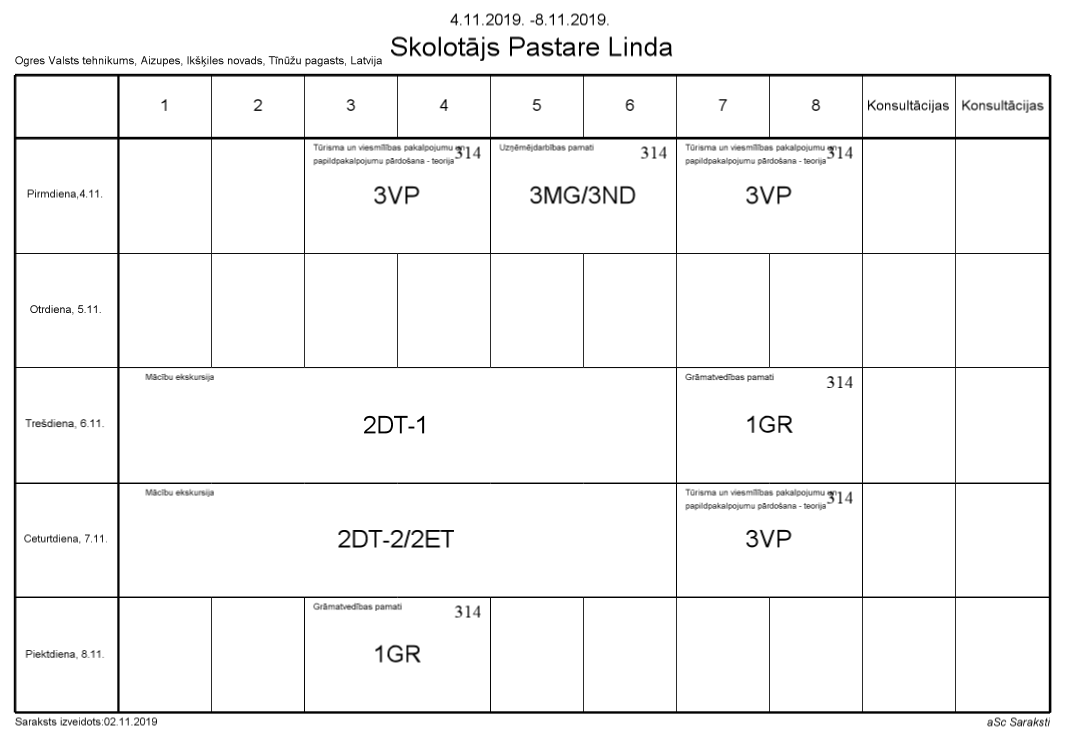 4.11.2019. -8.11.2019.
Skolotājs Pastare Linda
Ogres Valsts tehnikums, Aizupes, Ikšķiles novads, Tīnūžu pagasts, Latvija
1 2 3 4 5 6 7 8 Konsultācijas Konsultācijas
Pirmdiena,4.11.
Tūrisma un viesmīlības pakalpojumu un
papildpakalpojumu pārdošana - teorija
314
3VP
Uzņēmējdarbības pamati
314
3MG/3ND
Tūrisma un viesmīlības pakalpojumu un
papildpakalpojumu pārdošana - teorija
314
3VP
Otrdiena, 5.11.
Trešdiena, 6.11.
Mācību ekskursija
2DT-1
Grāmatvedības pamati
314
1GR
Ceturtdiena, 7.11.
Mācību ekskursija
2DT-2/2ET
Tūrisma un viesmīlības pakalpojumu un
papildpakalpojumu pārdošana - teorija
314
3VP
Piektdiena, 8.11.
Grāmatvedības pamati
314
1GR
Saraksts izveidots:02.11.2019
aSc Saraksti